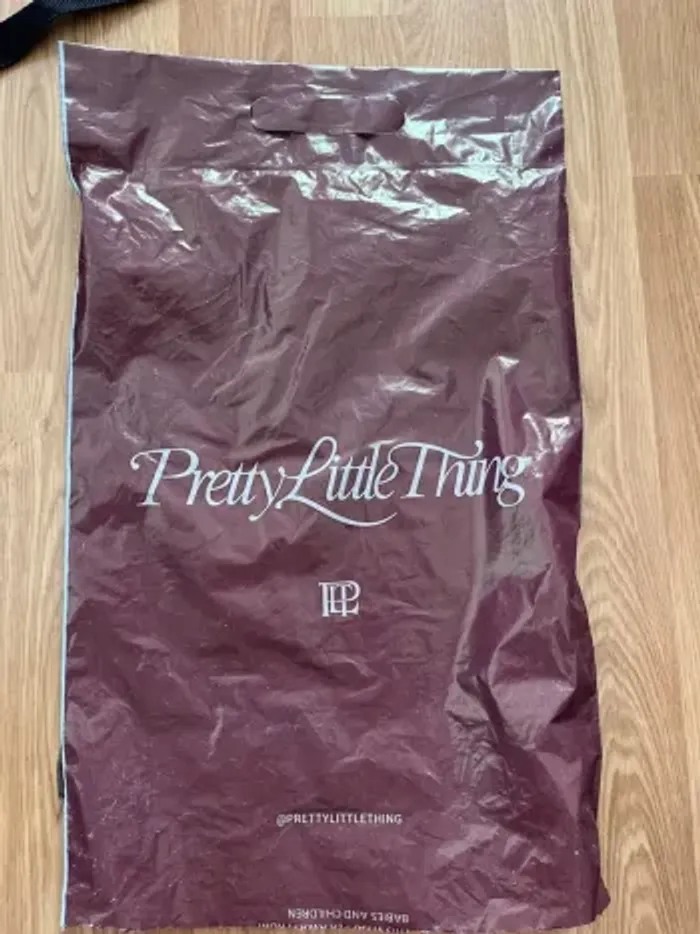 PrettyLittleThing
PLT
@PRETTYLITTLETHING
BABIES AND CHILDREN